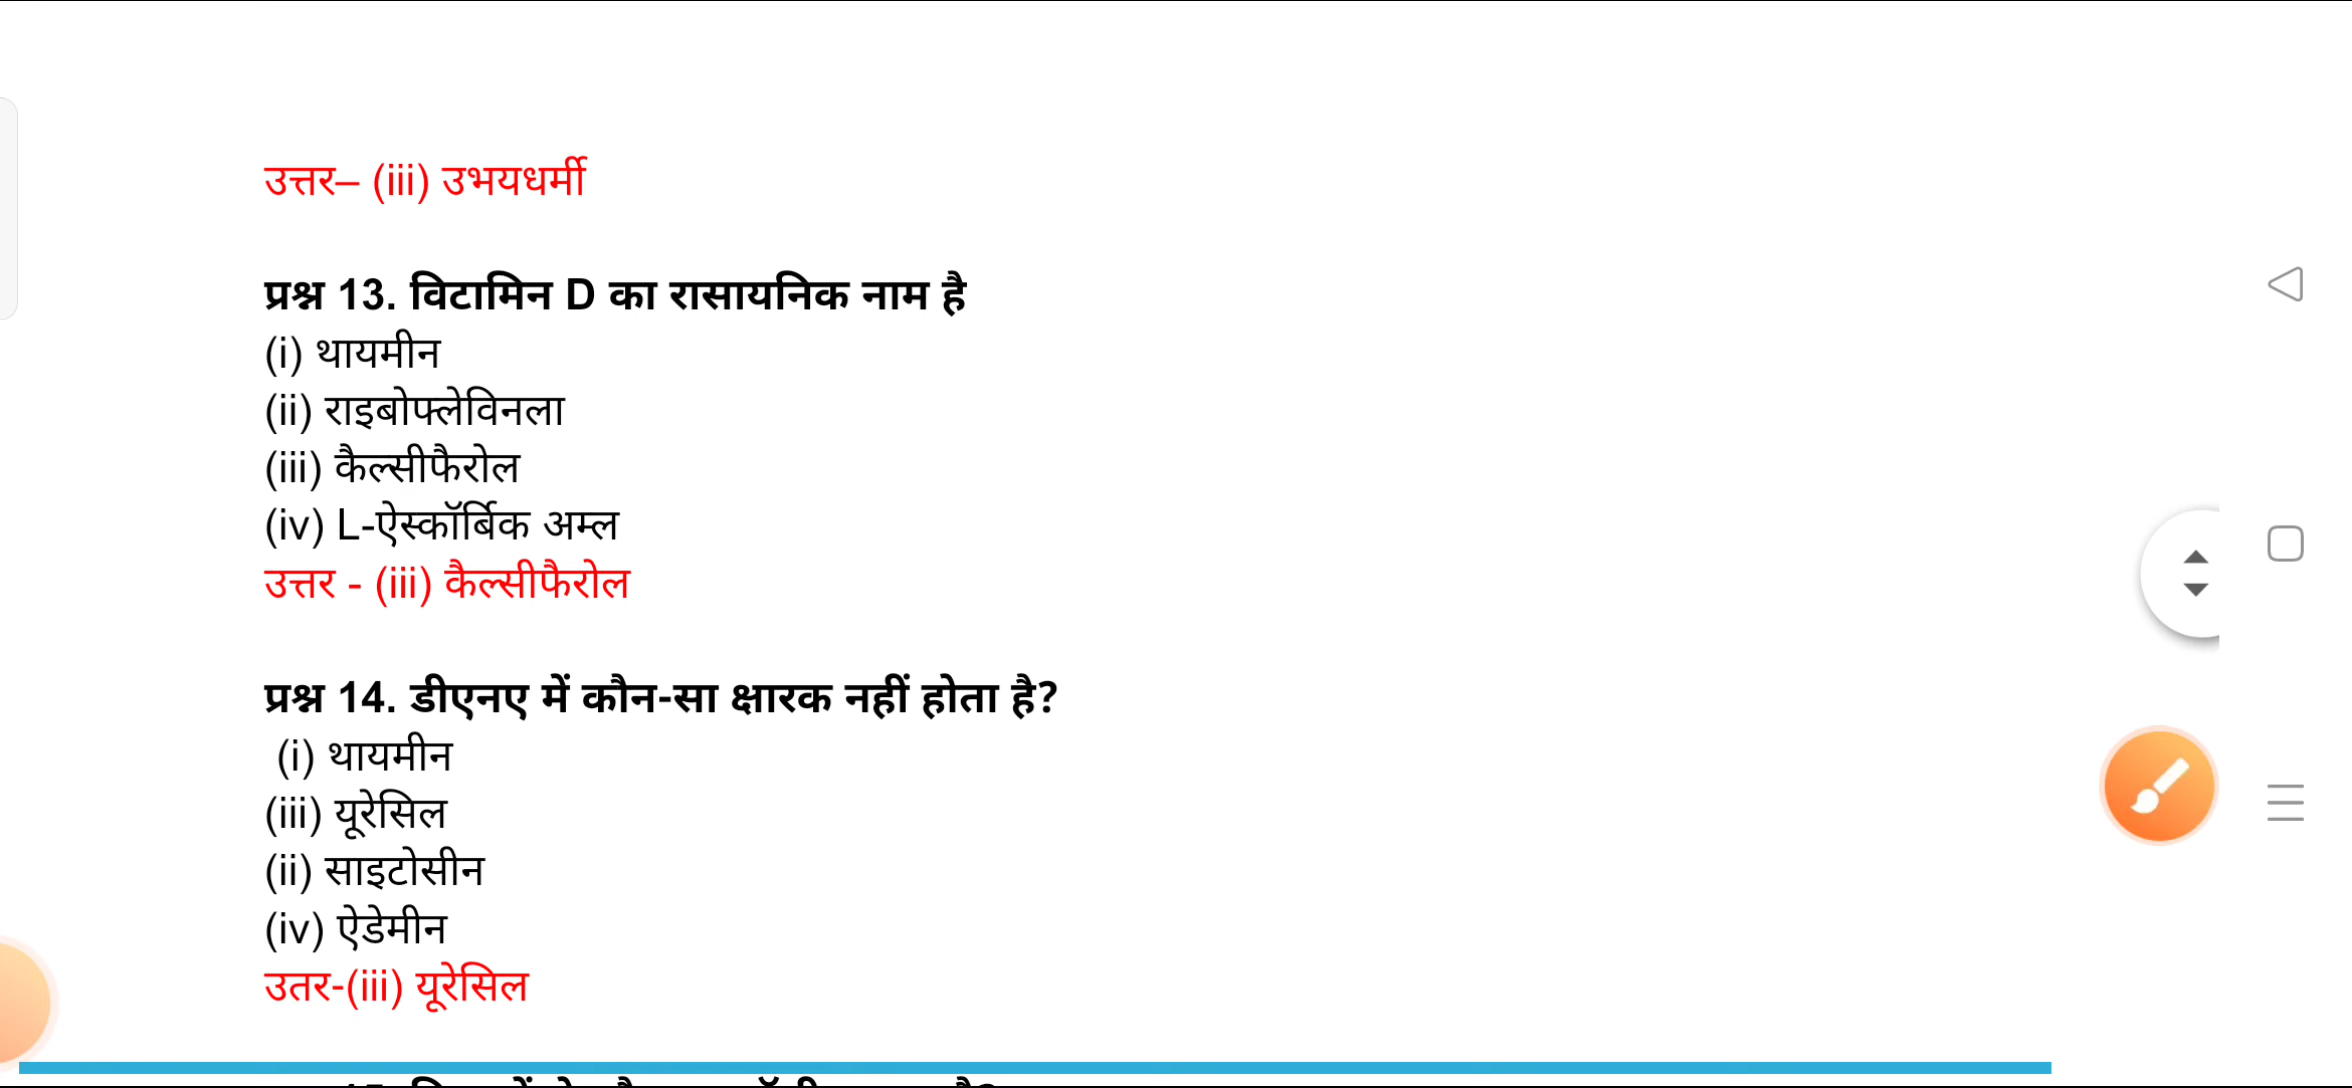 उत्तर– (iii) उभयधर्मी
प्रश्न 13. विटामिन D का रासायनिक नाम है
(i) थायमीन
(ii) राइबोफ्लेविनला
(iii) कैल्सीफैरोल
(iv) L-ऐस्कॉर्बिक अम्ल
उत्तर - (iii) कैल्सीफैरोल
प्रश्न 14. डीएनए में कौन-सा क्षारक नहीं होता है?
(i) थायमीन
(iii) यूरेसिल
(ii) साइटोसीन
(iv) ऐडेमीन
उतर-(iii) यूरेसिल